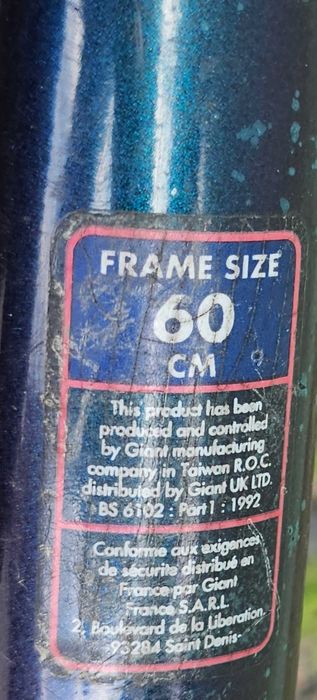 FRAME SIZE
60
CM
This product has been
produced and controlled
by Giant manufacturing
company in Taiwan R.O.C.
distributed by Giant UK LTD.
BS 6102 : Part 1 : 1992
Conforme aux exigences
de sécurite distribué en
France par Giant
France S.A.R.L.
2, Boulevard de la Liberation
-93284 Saint Denis-